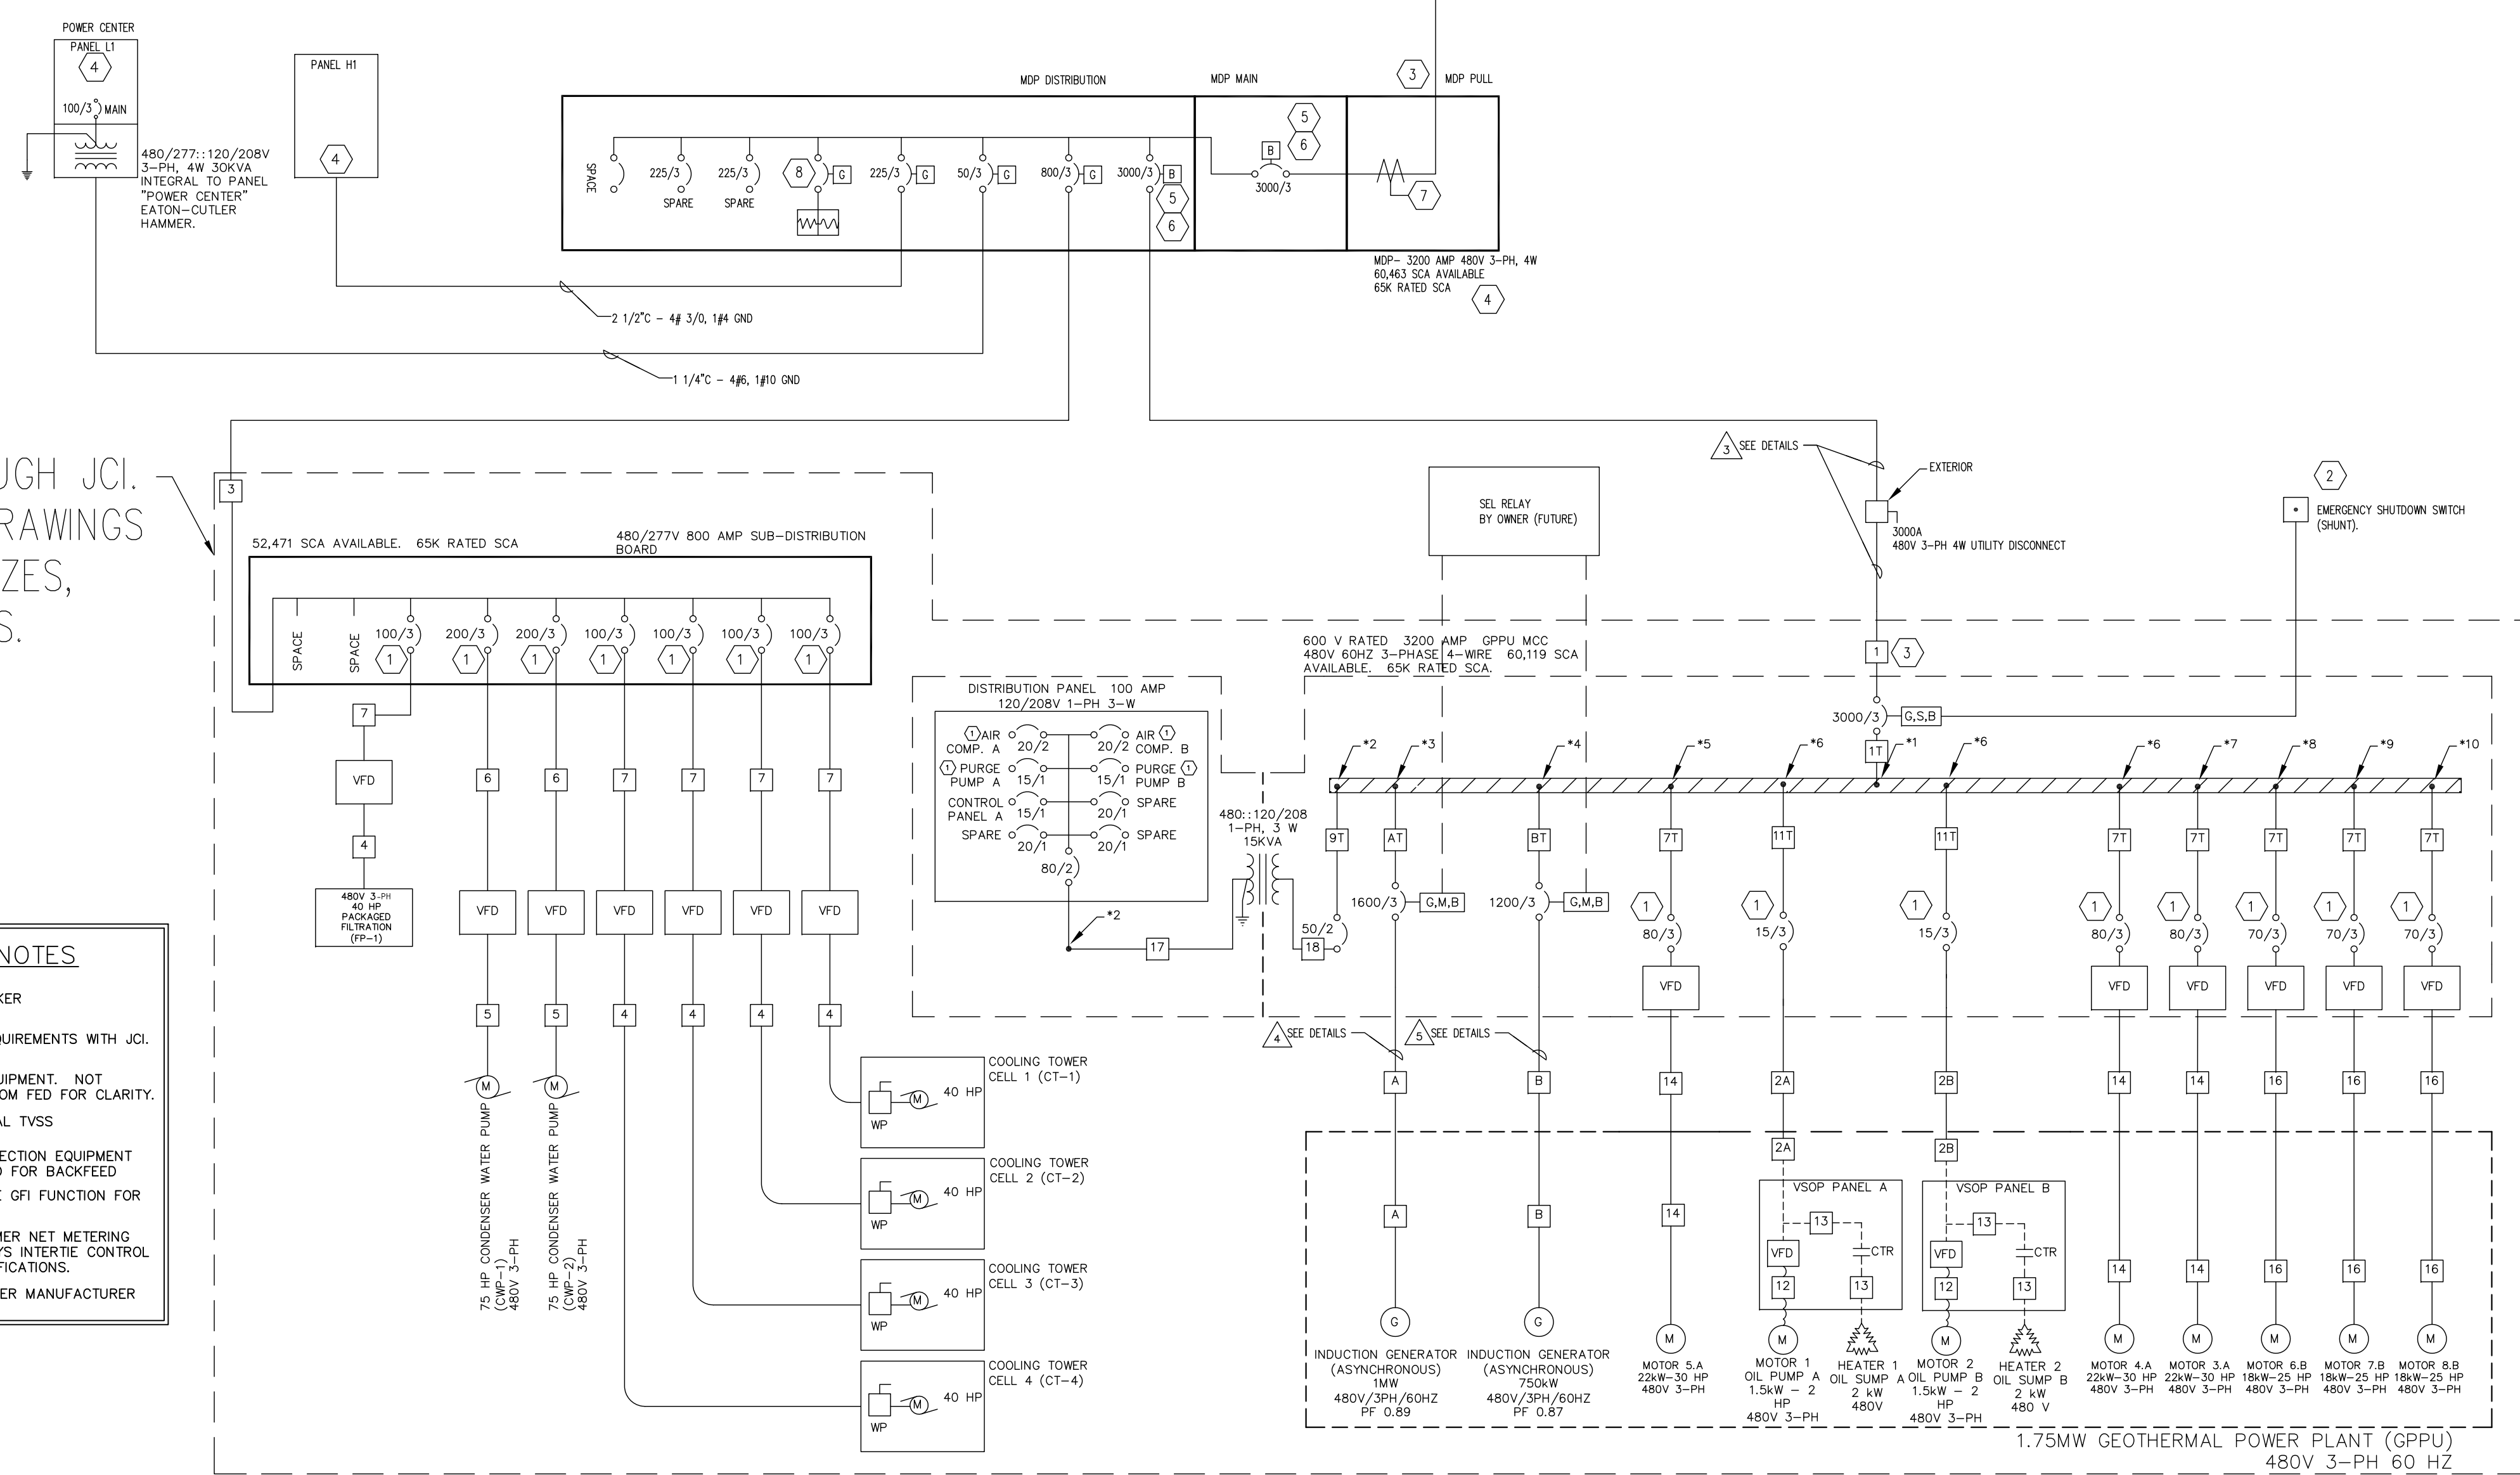 POWER CENTER
PANEL L1
4
100/3
MAIN
480/277::120/208V
3-PH, 4W 30KVA
INTEGRAL TO PANEL
"POWER CENTER"
EATON-CUTLER
HAMMER.
PANEL H1
4
MDP DISTRIBUTION
MDP MAIN
3
MDP PULL
SPACE
225/3
SPARE
225/3
SPARE
8
G
225/3
G
50/3
G
800/3
G
3000/3
B
5
6
5
6
B
3000/3
7
MDP- 3200 AMP 480V 3-PH, 4W
60,463 SCA AVAILABLE
65K RATED SCA
4
2 1/2"C - 4# 3/0, 1#4 GND
1 1/4"C - 4#6, 1#10 GND
UGH JCI.
RAWINGS
ZES,
S.
3
52,471 SCA AVAILABLE. 65K RATED SCA
480/277V 800 AMP SUB-DISTRIBUTION
BOARD
SPACE
SPACE
100/3
200/3
200/3
100/3
100/3
100/3
100/3
1
1
1
1
1
1
1
7
VFD
4
480V 3-PH
40 HP
PACKAGED
FILTRATION
(FP-1)
6
6
7
7
7
7
VFD
VFD
VFD
VFD
VFD
VFD
5
5
4
4
4
4
M
M
75 HP CONDENSER WATER PUMP
(CWP-1)
480V 3-PH
75 HP CONDENSER WATER PUMP
(CWP-2)
480V 3-PH
COOLING TOWER
CELL 1 (CT-1)
M
40 HP
WP
COOLING TOWER
CELL 2 (CT-2)
M
40 HP
WP
COOLING TOWER
CELL 3 (CT-3)
M
40 HP
WP
COOLING TOWER
CELL 4 (CT-4)
M
40 HP
WP
NOTES
KER
QUIREMENTS WITH JCI.
UIPMENT. NOT
OM FED FOR CLARITY.
AL TVSS
ECTION EQUIPMENT
D FOR BACKFEED
E GFI FUNCTION FOR
MER NET METERING
YS INTERTIE CONTROL
FICATIONS.
ER MANUFACTURER
SEL RELAY
BY OWNER (FUTURE)
3
SEE DETAILS
EXTERIOR
3000A
480V 3-PH 4W UTILITY DISCONNECT
2
EMERGENCY SHUTDOWN SWITCH
(SHUNT).
600 V RATED 3200 AMP GPPU MCC
480V 60HZ 3-PHASE 4-WIRE 60,119 SCA
AVAILABLE. 65K RATED SCA.
1
3
3000/3
G,S,B
1T
*1
DISTRIBUTION PANEL 100 AMP
120/208V 1-PH 3-W
1 AIR
COMP. A
20/2
20/2
AIR 1
COMP. B
1 PURGE
PUMP A
15/1
15/1
PURGE 1
PUMP B
CONTROL
PANEL A
15/1
20/1
SPARE
SPARE
20/1
20/1
SPARE
80/2
*2
17
480::120/208
1-PH, 3 W
15KVA
18
50/2
*2
*3
*4
*5
*6
*6
*6
*7
*8
*9
*10
9T
AT
BT
7T
11T
11T
7T
7T
7T
7T
7T
1600/3
G,M,B
1200/3
G,M,B
1
80/3
1
15/3
1
15/3
1
80/3
1
80/3
1
70/3
1
70/3
1
70/3
VFD
VFD
VFD
VFD
VFD
VFD
4
SEE DETAILS
5
SEE DETAILS
A
B
14
2A
2B
14
14
16
16
16
2A
2B
A
B
14
VSOP PANEL A
13
VFD
CTR
12
13
VSOP PANEL B
13
VFD
CTR
12
13
14
14
16
16
16
G
G
M
M
M
M
M
M
M
M
INDUCTION GENERATOR
(ASYNCHRONOUS)
1MW
480V/3PH/60HZ
PF 0.89
INDUCTION GENERATOR
(ASYNCHRONOUS)
750kW
480V/3PH/60HZ
PF 0.87
MOTOR 5.A
22kW-30 HP
480V 3-PH
MOTOR 1
OIL PUMP A
1.5kW - 2
HP
480V 3-PH
HEATER 1
OIL SUMP A
2 kW
480V
MOTOR 2
OIL PUMP B
1.5kW - 2
HP
480V 3-PH
HEATER 2
OIL SUMP B
2 kW
480 V
MOTOR 4.A
22kW-30 HP
480V 3-PH
MOTOR 3.A
22kW-30 HP
480V 3-PH
MOTOR 6.B
18kW-25 HP
480V 3-PH
MOTOR 7.B
18kW-25 HP
480V 3-PH
MOTOR 8.B
18kW-25 HP
480V 3-PH
1.75MW GEOTHERMAL POWER PLANT (GPPU)
480V 3-PH 60 HZ